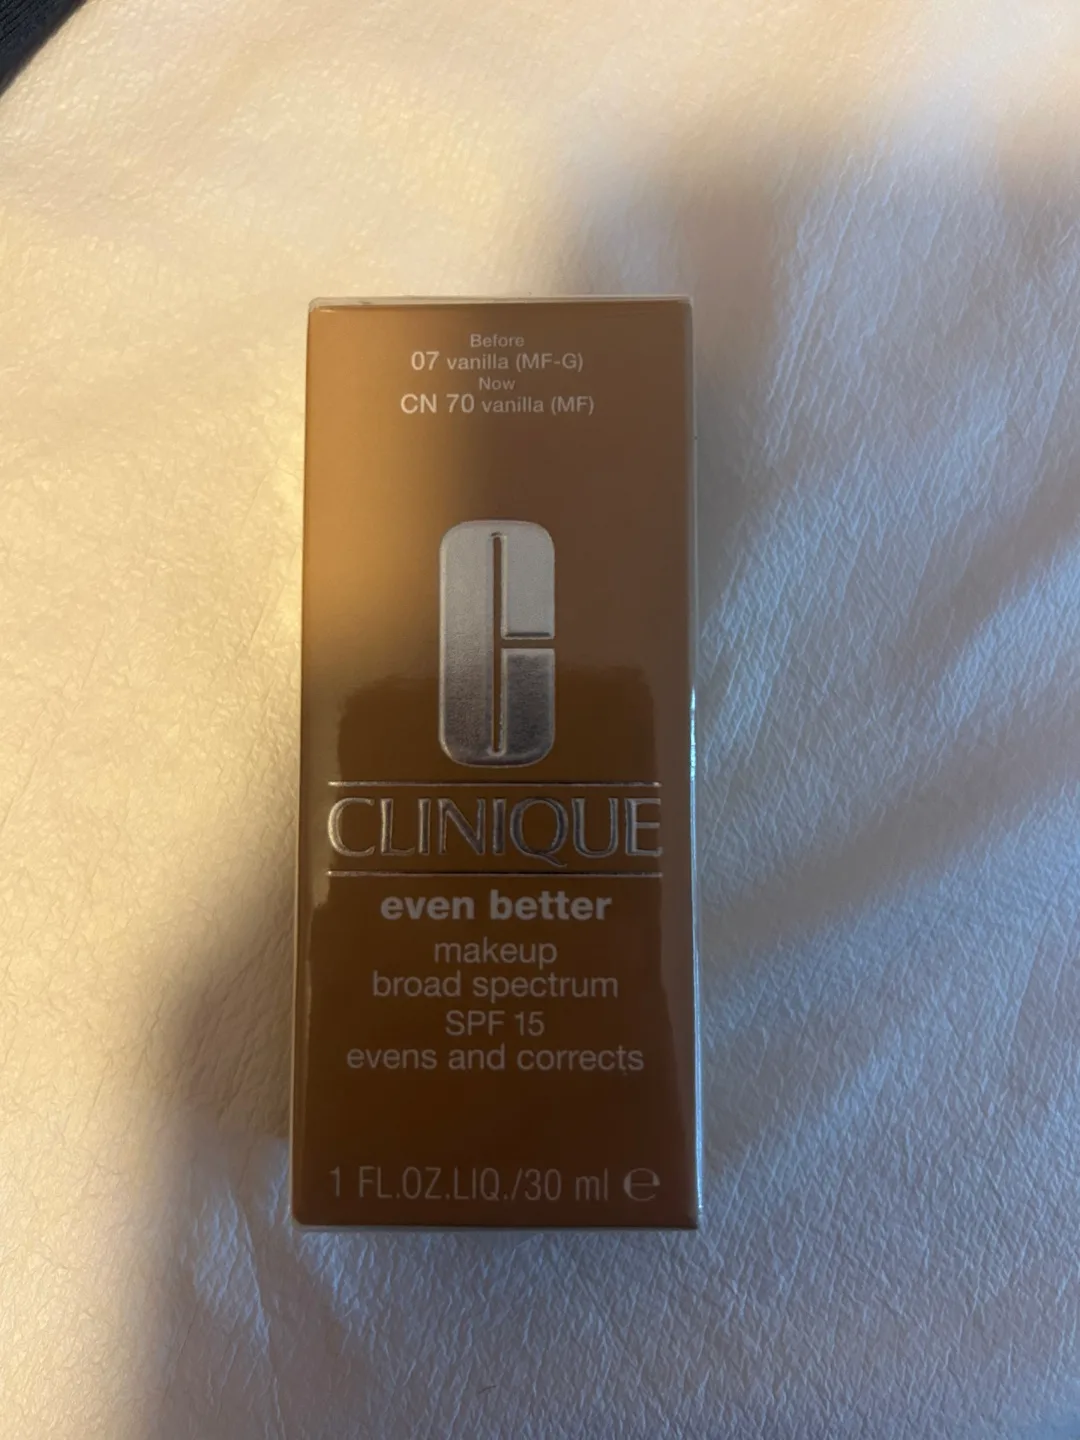 Before
07 vanilla (MF-G)
Now
CN 70 vanilla (MF)
CLINIQUE
even better
makeup
broad spectrum
SPF 15
evens and corrects
1 FL.OZ.LIQ./30 ml ℮